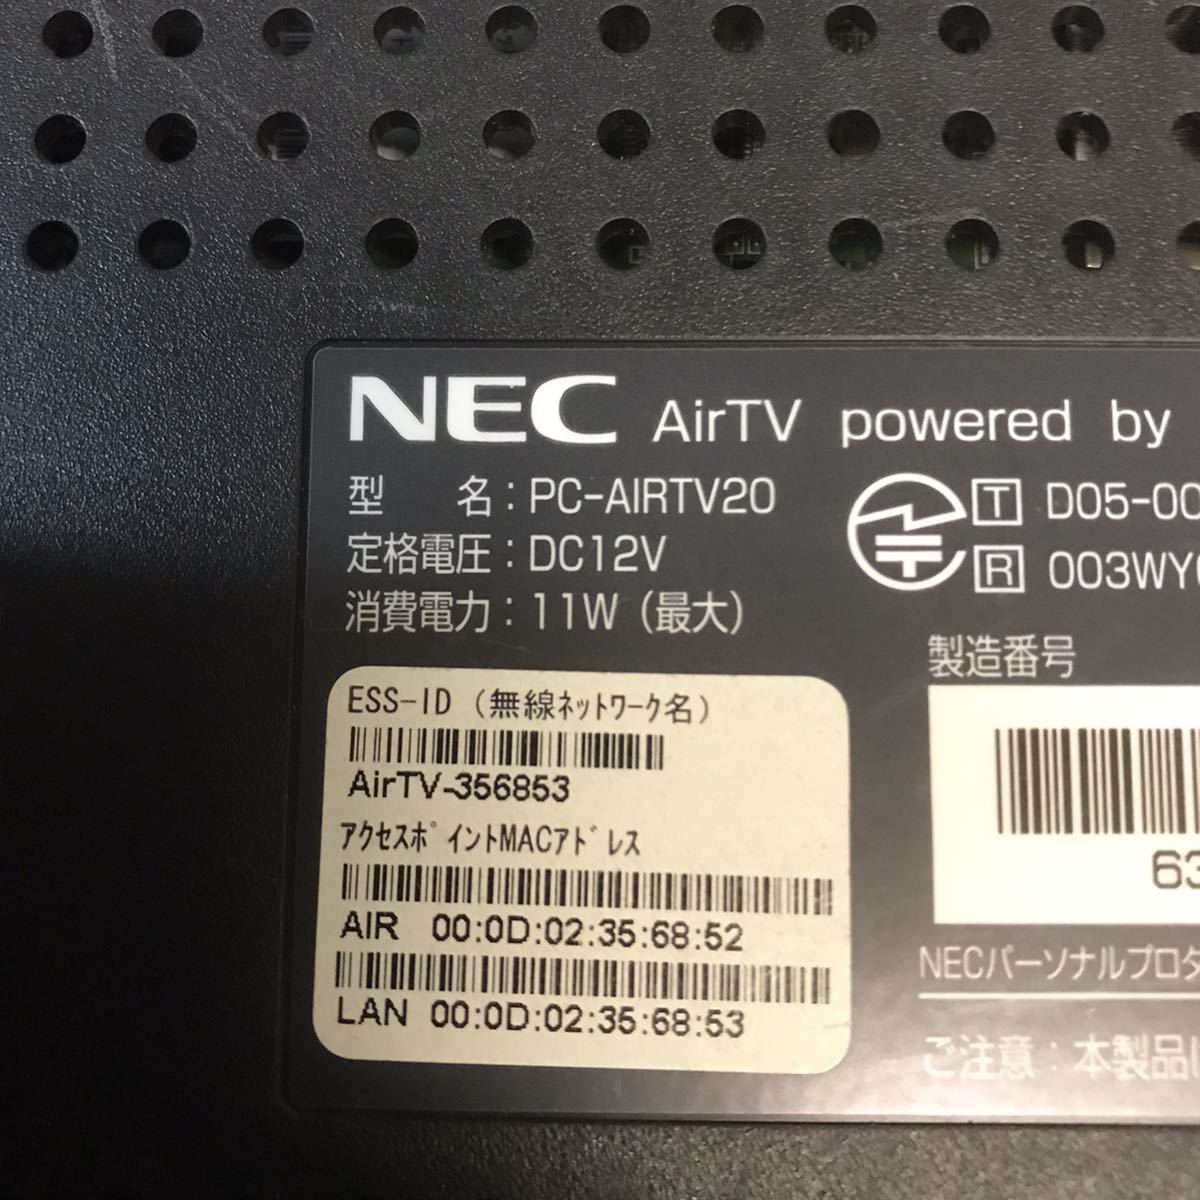 NEC AirTV powered by
型 名：PC-AIRTV20
定格電圧：DC12V
消費電力：11W（最大）
T D05-00
R 003WY
製造番号
63
ESS-ID（無線ネットワーク名）
AirTV-356853
アクセスポイントMACアドレス
AIR 00:0D:02:35:68:52
LAN 00:0D:02:35:68:53
NECパーソナルプロダ
ご注意：本製品は